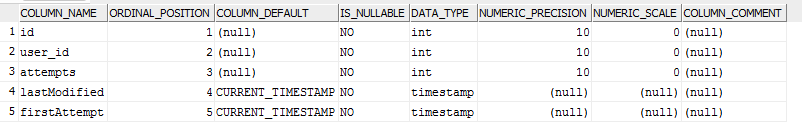 COLUMN_NAME ORDINAL_POSITION COLUMN_DEFAULT IS_NULLABLE DATA_TYPE NUMERIC_PRECISION NUMERIC_SCALE COLUMN_COMMENT
1 id 1 (null) NO int 10 0 (null)
2 user_id 2 (null) NO int 10 0 (null)
3 attempts 3 (null) NO int 10 0 (null)
4 lastModified 4 CURRENT_TIMESTAMP NO timestamp (null) (null) (null)
5 firstAttempt 5 CURRENT_TIMESTAMP NO timestamp (null) (null) (null)